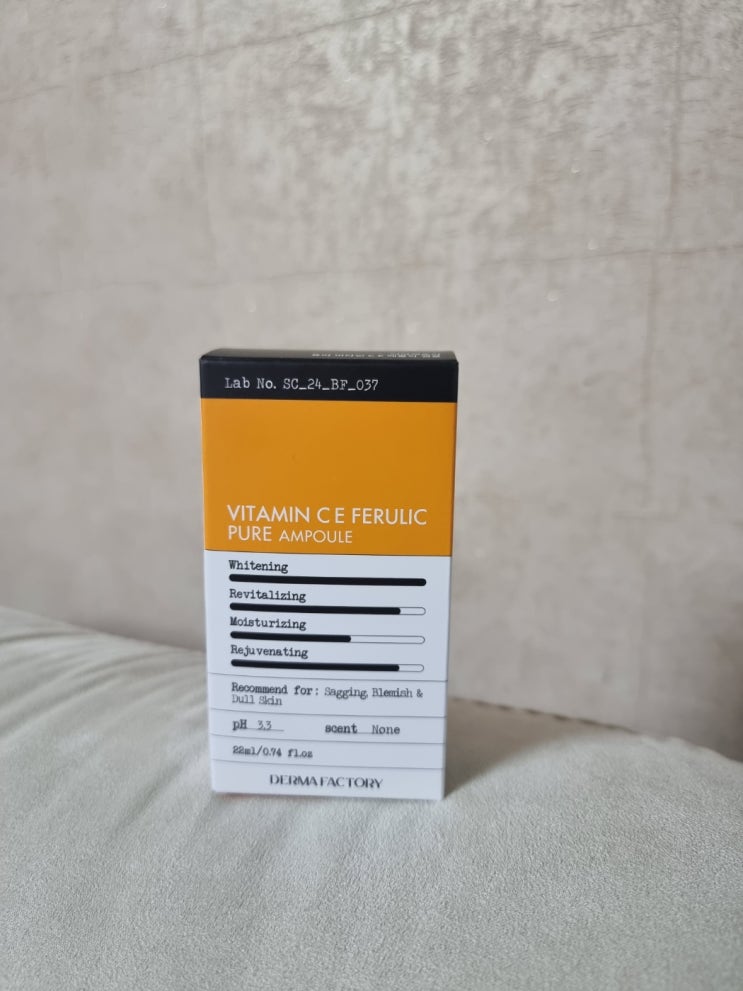 Lab No. SC_24_BF_037
VITAMIN C E FERULIC
PURE AMPOULE
Whitening
Revitalizing
Moisturizing
Rejuvenating
Recommend for: Sagging, Blemish &
Dull Skin
pH 3.3 scent None
22ml/0.74 fl.oz
DERMA FACTORY